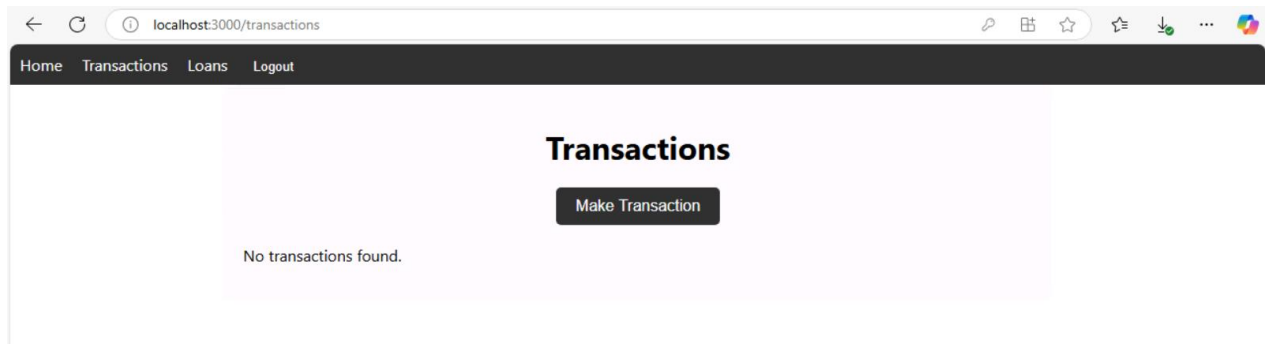 localhost:3000/transactions
Home Transactions Loans Logout
Transactions
Make Transaction
No transactions found.